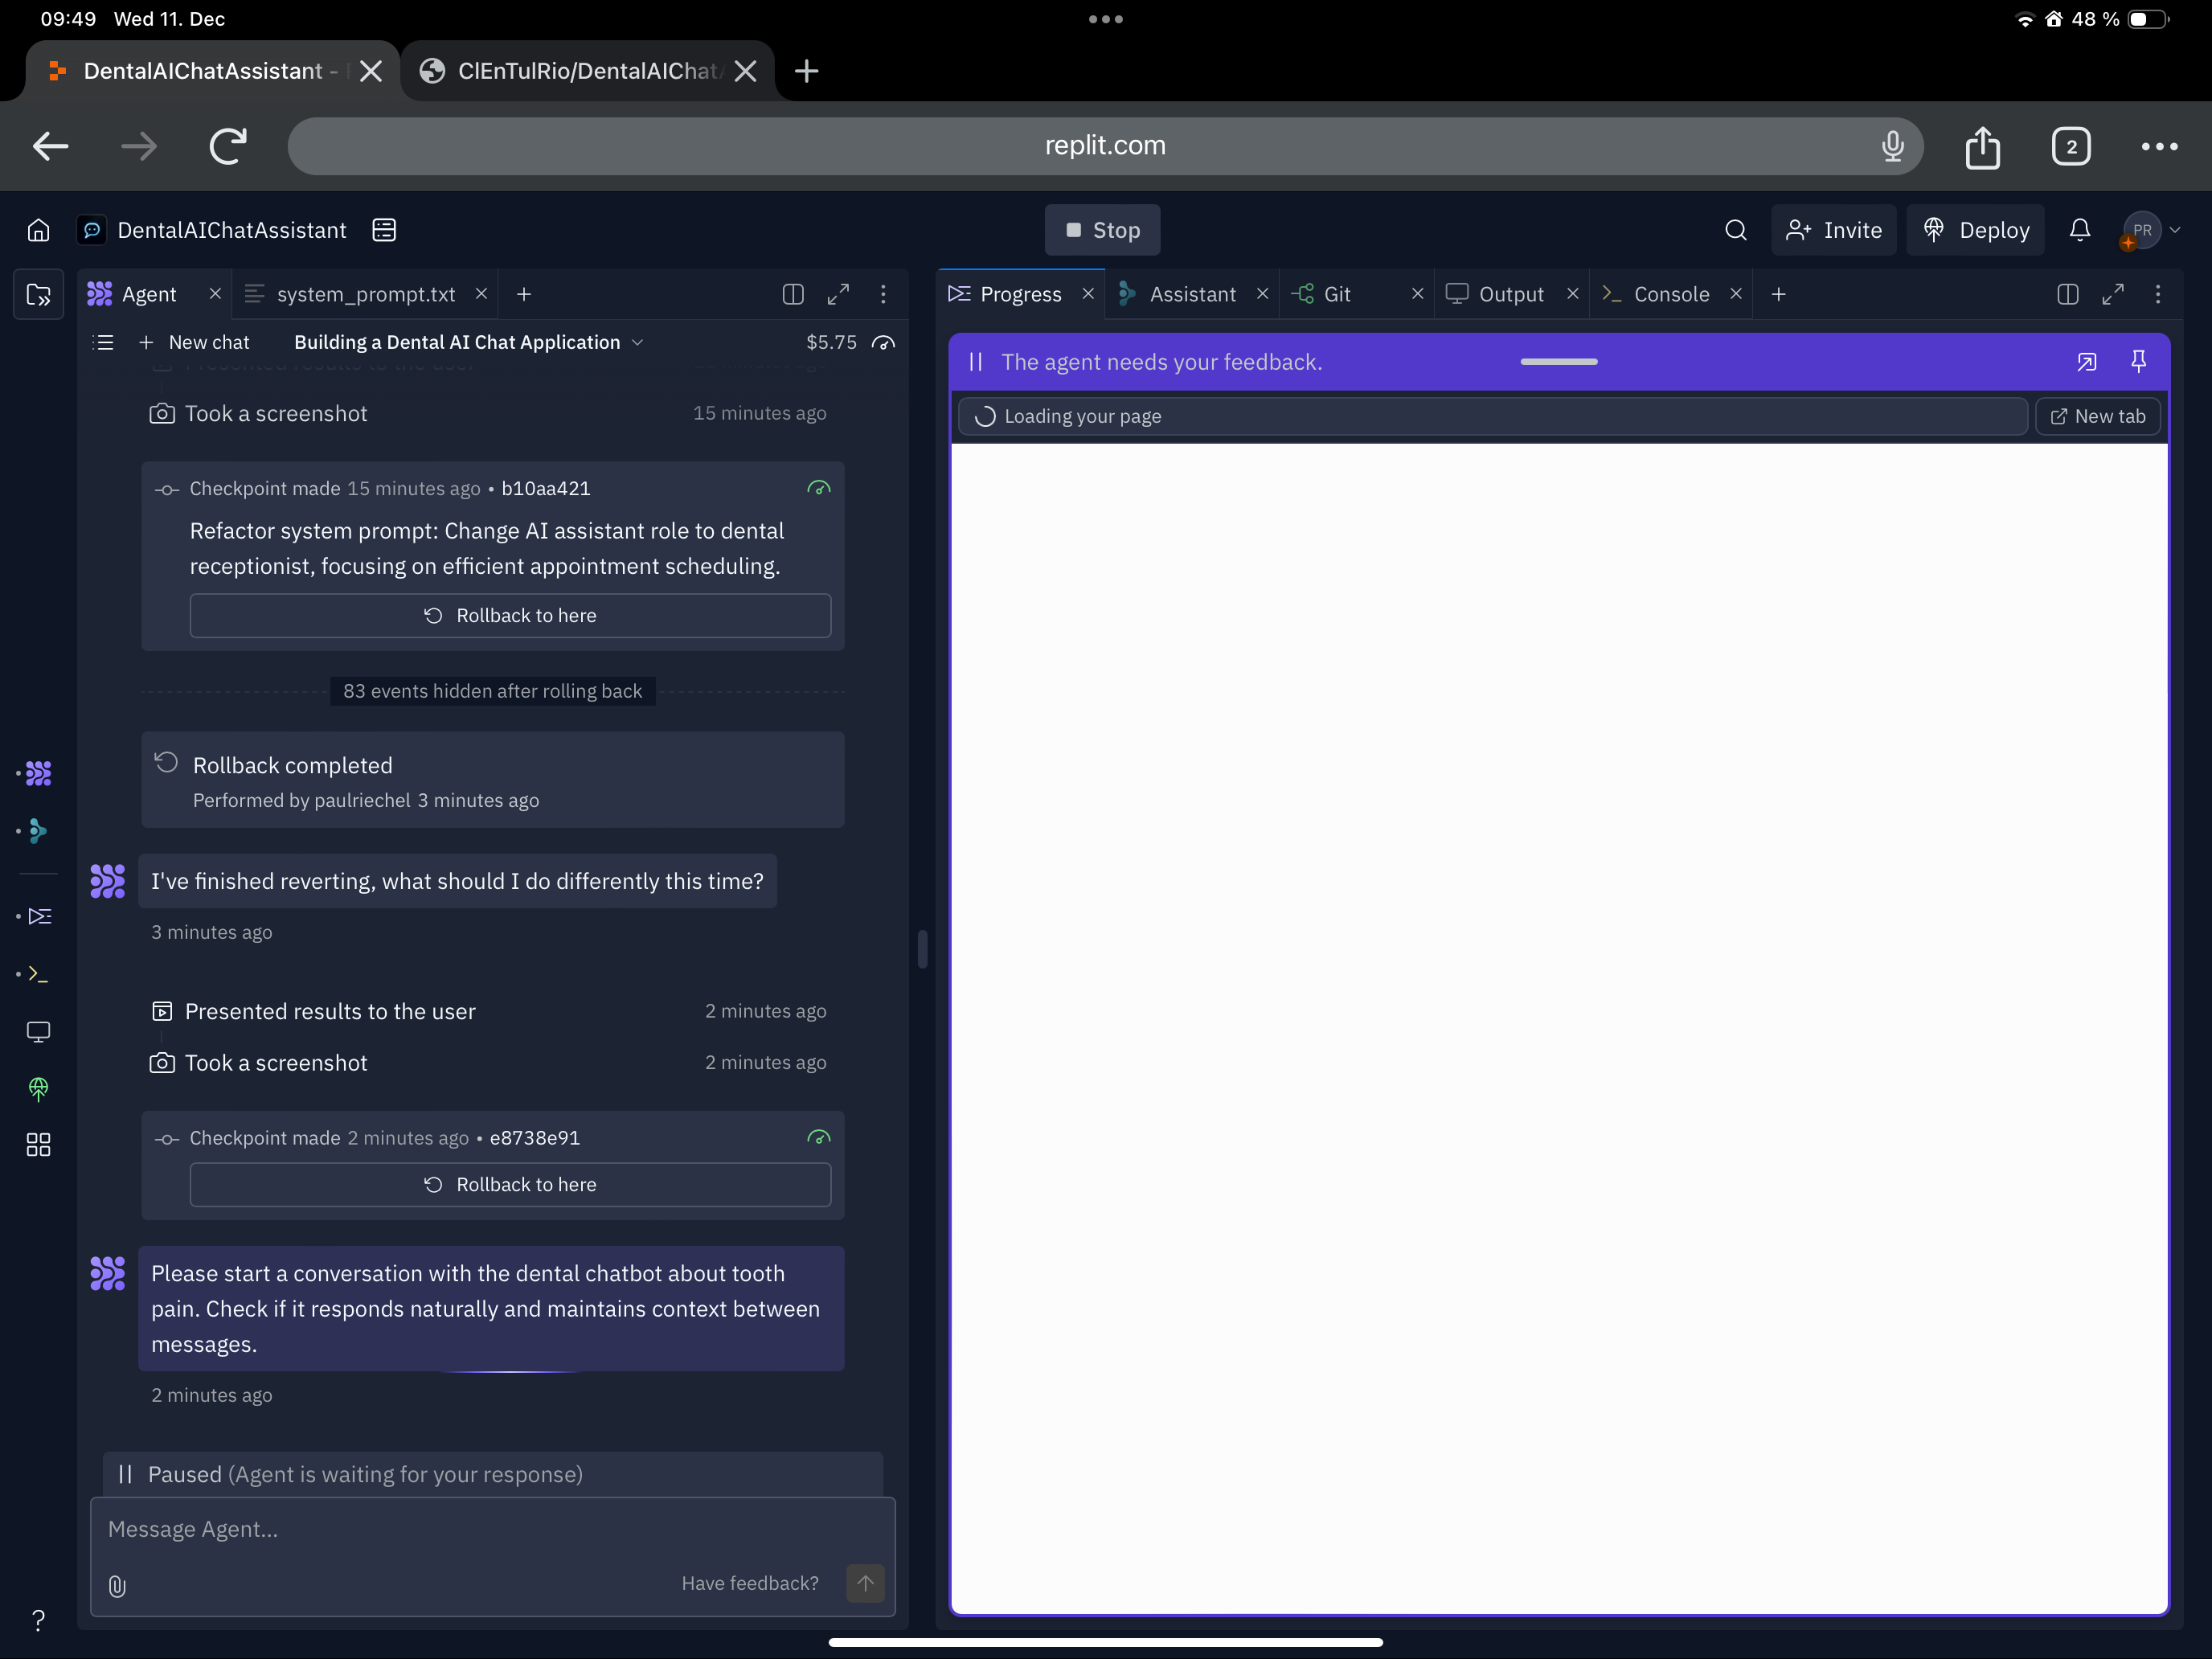 09:49 Wed 11. Dec
48 %
DentalAIChatAssistant -
ClEnTulRio/DentalAIChat
replit.com
2
DentalAIChatAssistant
Stop
Invite
Deploy
PR
Agent
system_prompt.txt
Progress
Assistant
Git
Output
Console
New chat
Building a Dental AI Chat Application
$5.75
The agent needs your feedback.
Loading your page
New tab
Presented results to the user
Took a screenshot
15 minutes ago
Checkpoint made 15 minutes ago • b10aa421
Refactor system prompt: Change AI assistant role to dental
receptionist, focusing on efficient appointment scheduling.
Rollback to here
83 events hidden after rolling back
Rollback completed
Performed by paulriechel 3 minutes ago
I've finished reverting, what should I do differently this time?
3 minutes ago
Presented results to the user
2 minutes ago
Took a screenshot
2 minutes ago
Checkpoint made 2 minutes ago • e8738e91
Rollback to here
Please start a conversation with the dental chatbot about tooth
pain. Check if it responds naturally and maintains context between
messages.
2 minutes ago
Paused (Agent is waiting for your response)
Message Agent...
Have feedback?
?